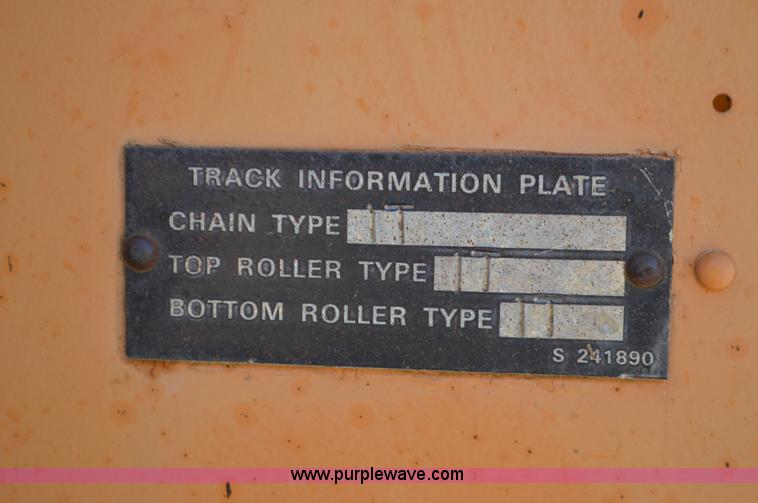 TRACK INFORMATION PLATE
CHAIN TYPE
TOP ROLLER TYPE
BOTTOM ROLLER TYPE
S 241890
www.purplewave.com